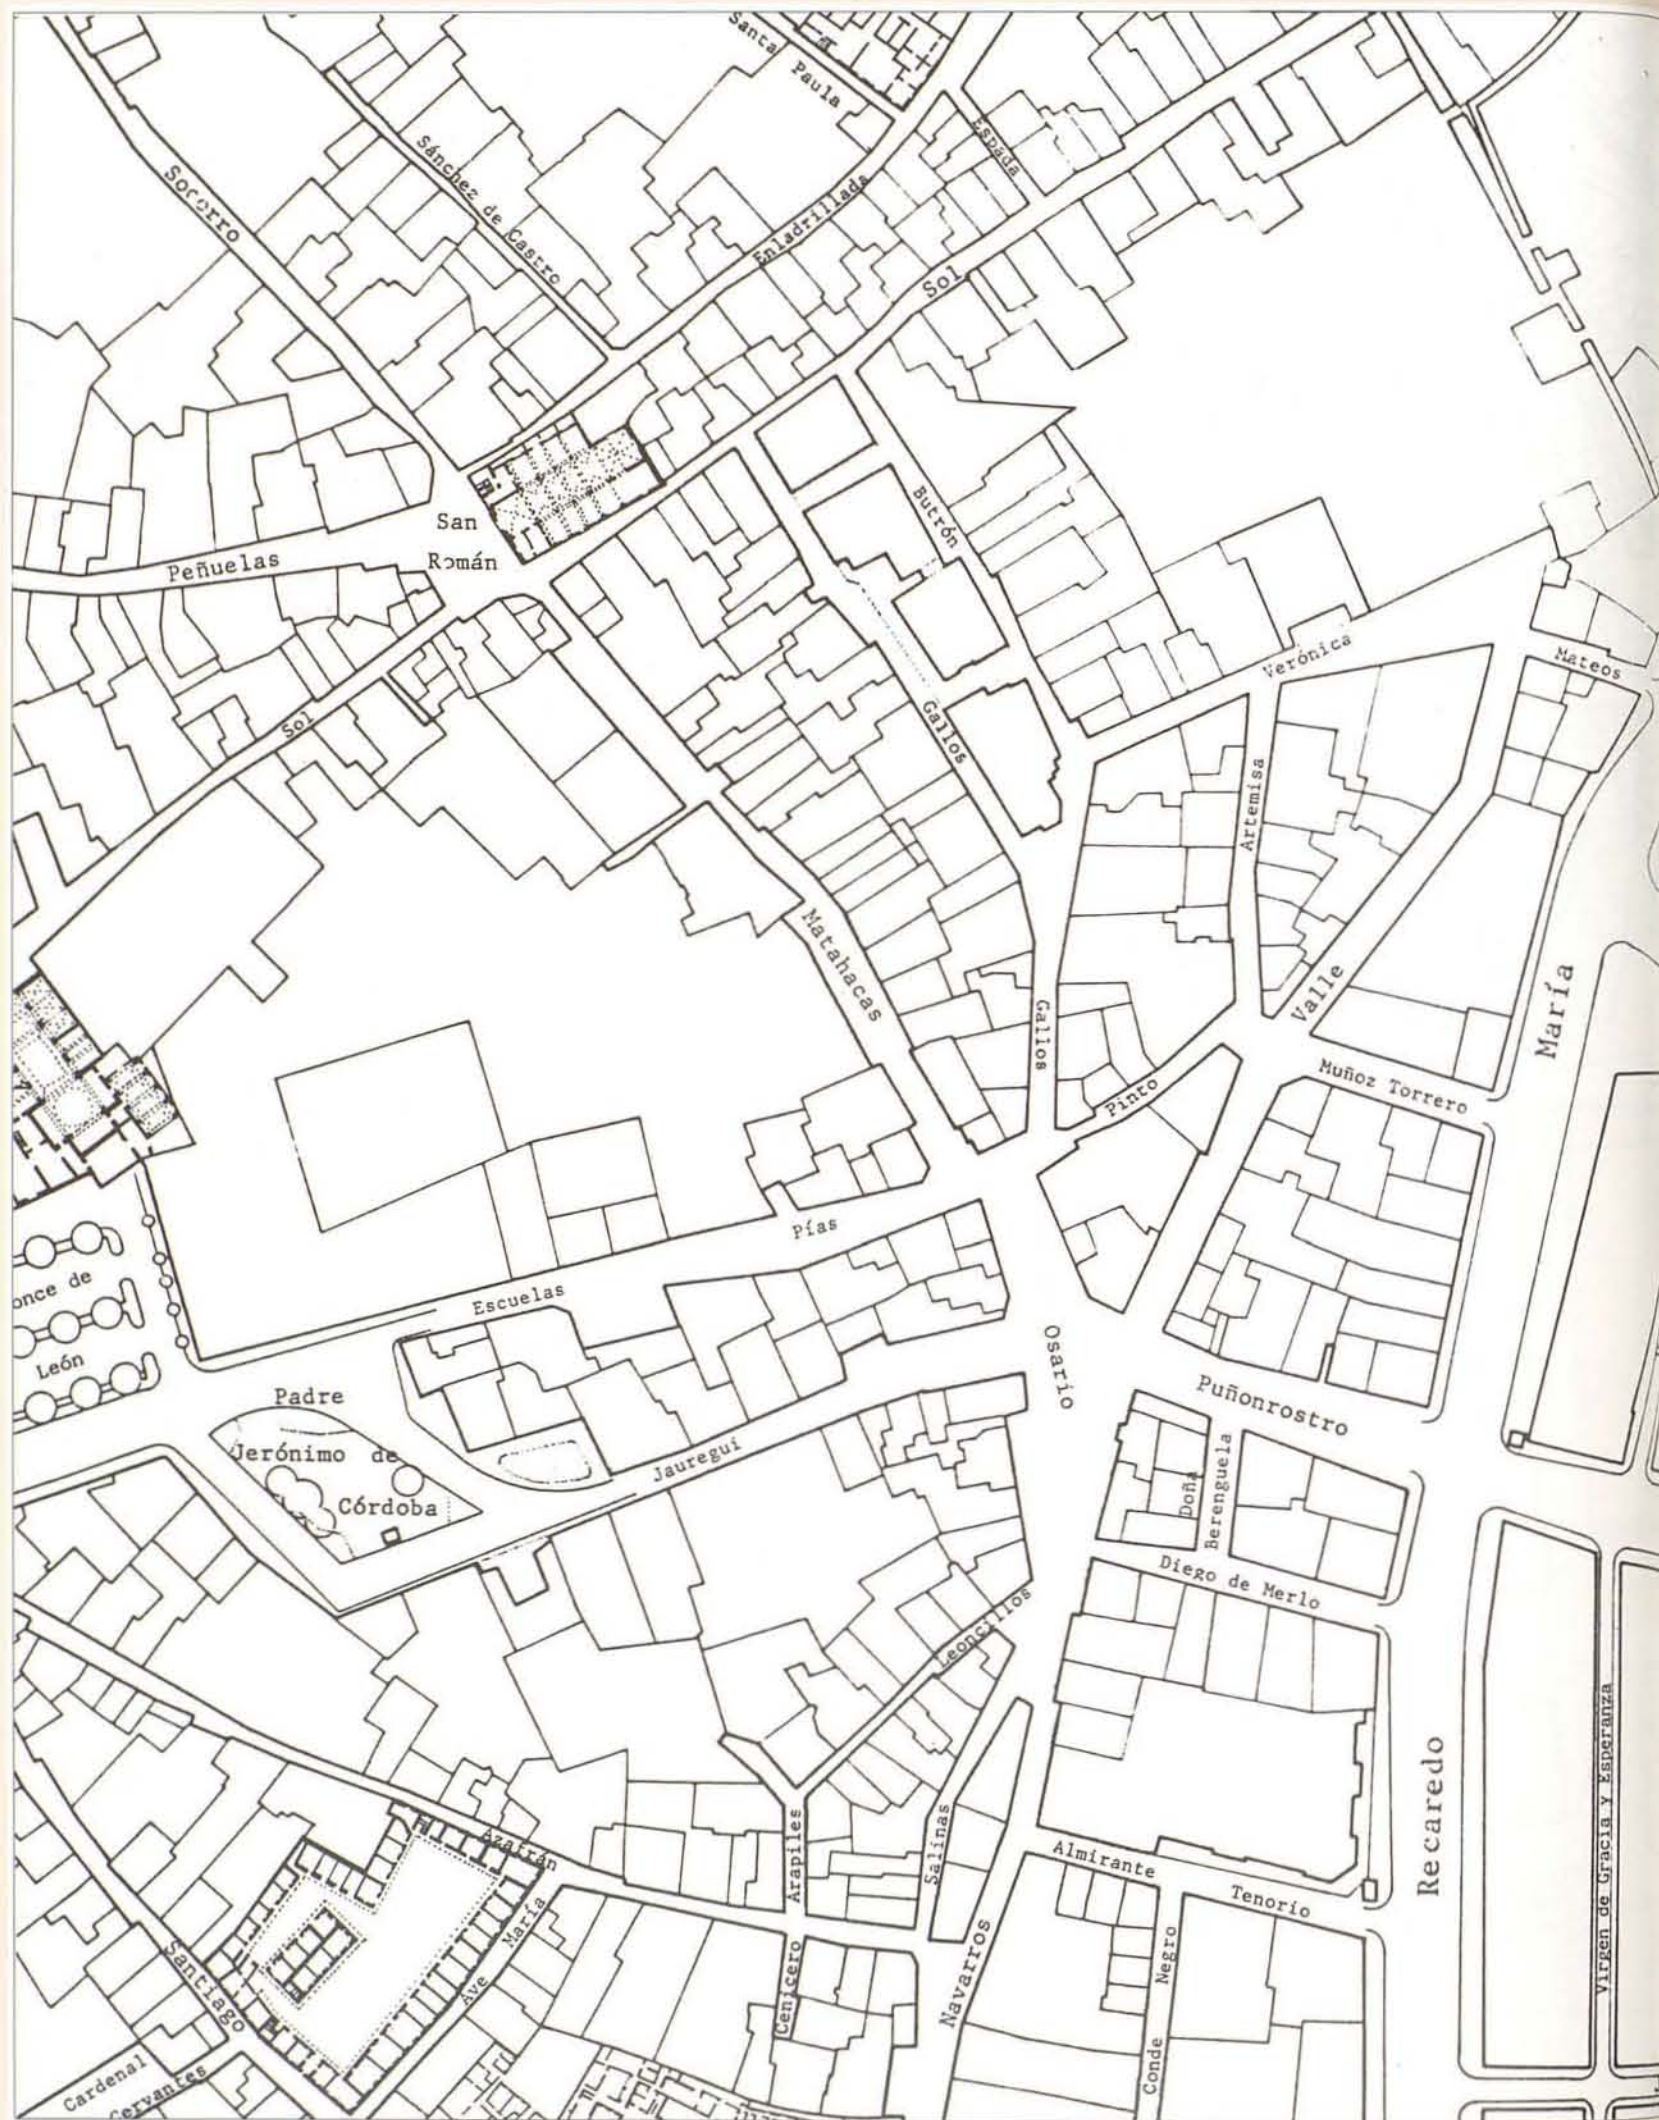 Santa
Paula
Espada
Sánchez de Castro
Socorro
Enladrillada
Sol
San
Román
Butrón
Peñuelas
Verónica
Mateos
Sol
Gallos
Artemisa
Matahacas
Valle
María
Gallos
Pinto
Muñoz Torrero
Pías
once de
León
Escuelas
Osario
Padre
Jerónimo de
Córdoba
Puñonrostro
Jauregui
Doña
Berenguela
Diego de Merlo
Leoncillos
Recaredo
Virgen de Gracia y Esperanza
Azafrán
Arapiles
Salinas
Almirante
Tenorio
Ave María
Santiago
Navarros
Cenicero
Conde Negro
Cardenal
Cervantes